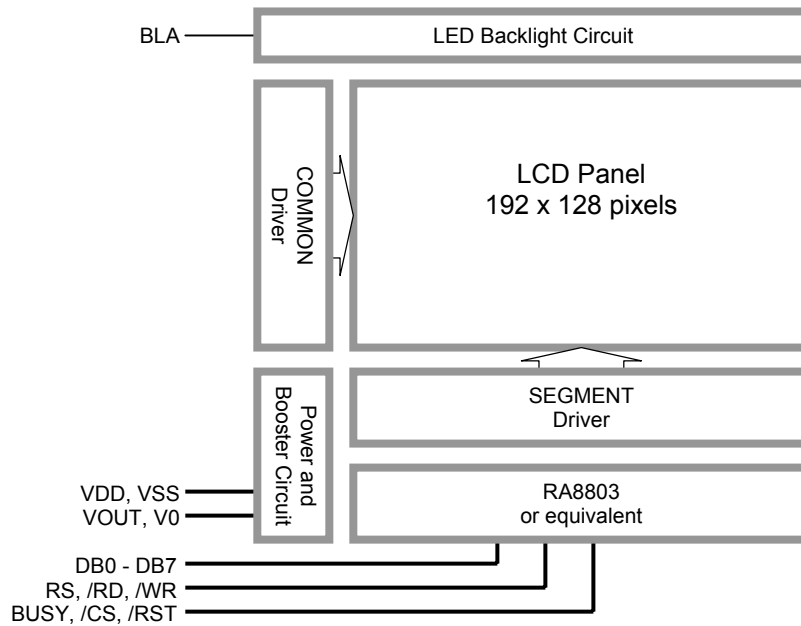 BLA
LED Backlight Circuit
COMMON
Driver
LCD Panel
192 x 128 pixels
Power and
Booster Circuit
SEGMENT
Driver
VDD, VSS
VOUT, V0
RA8803
or equivalent
DB0 - DB7
RS, /RD, /WR
BUSY, /CS, /RST